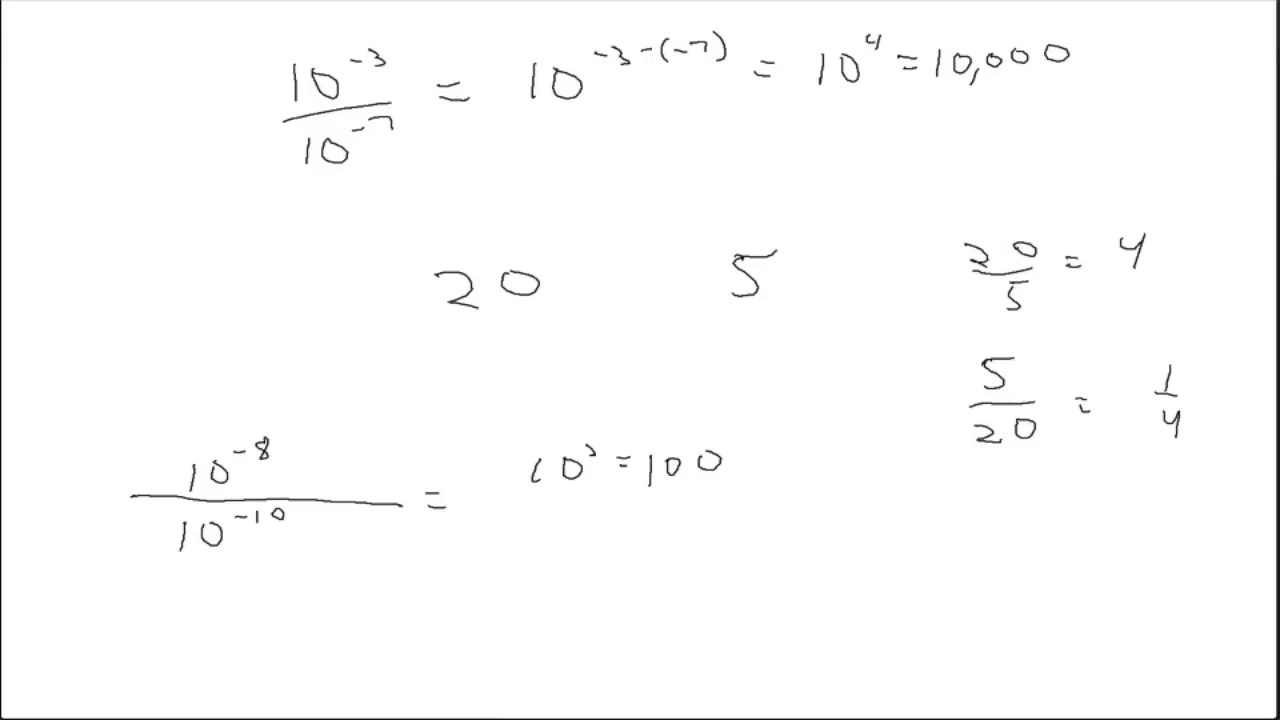 10^-3 / 10^-7 = 10^-3-(-7) = 10^4 = 10,000
20 5 20/5 = 4
5/20 = 1/4
10^-8 / 10^-10 = 10^2 = 100